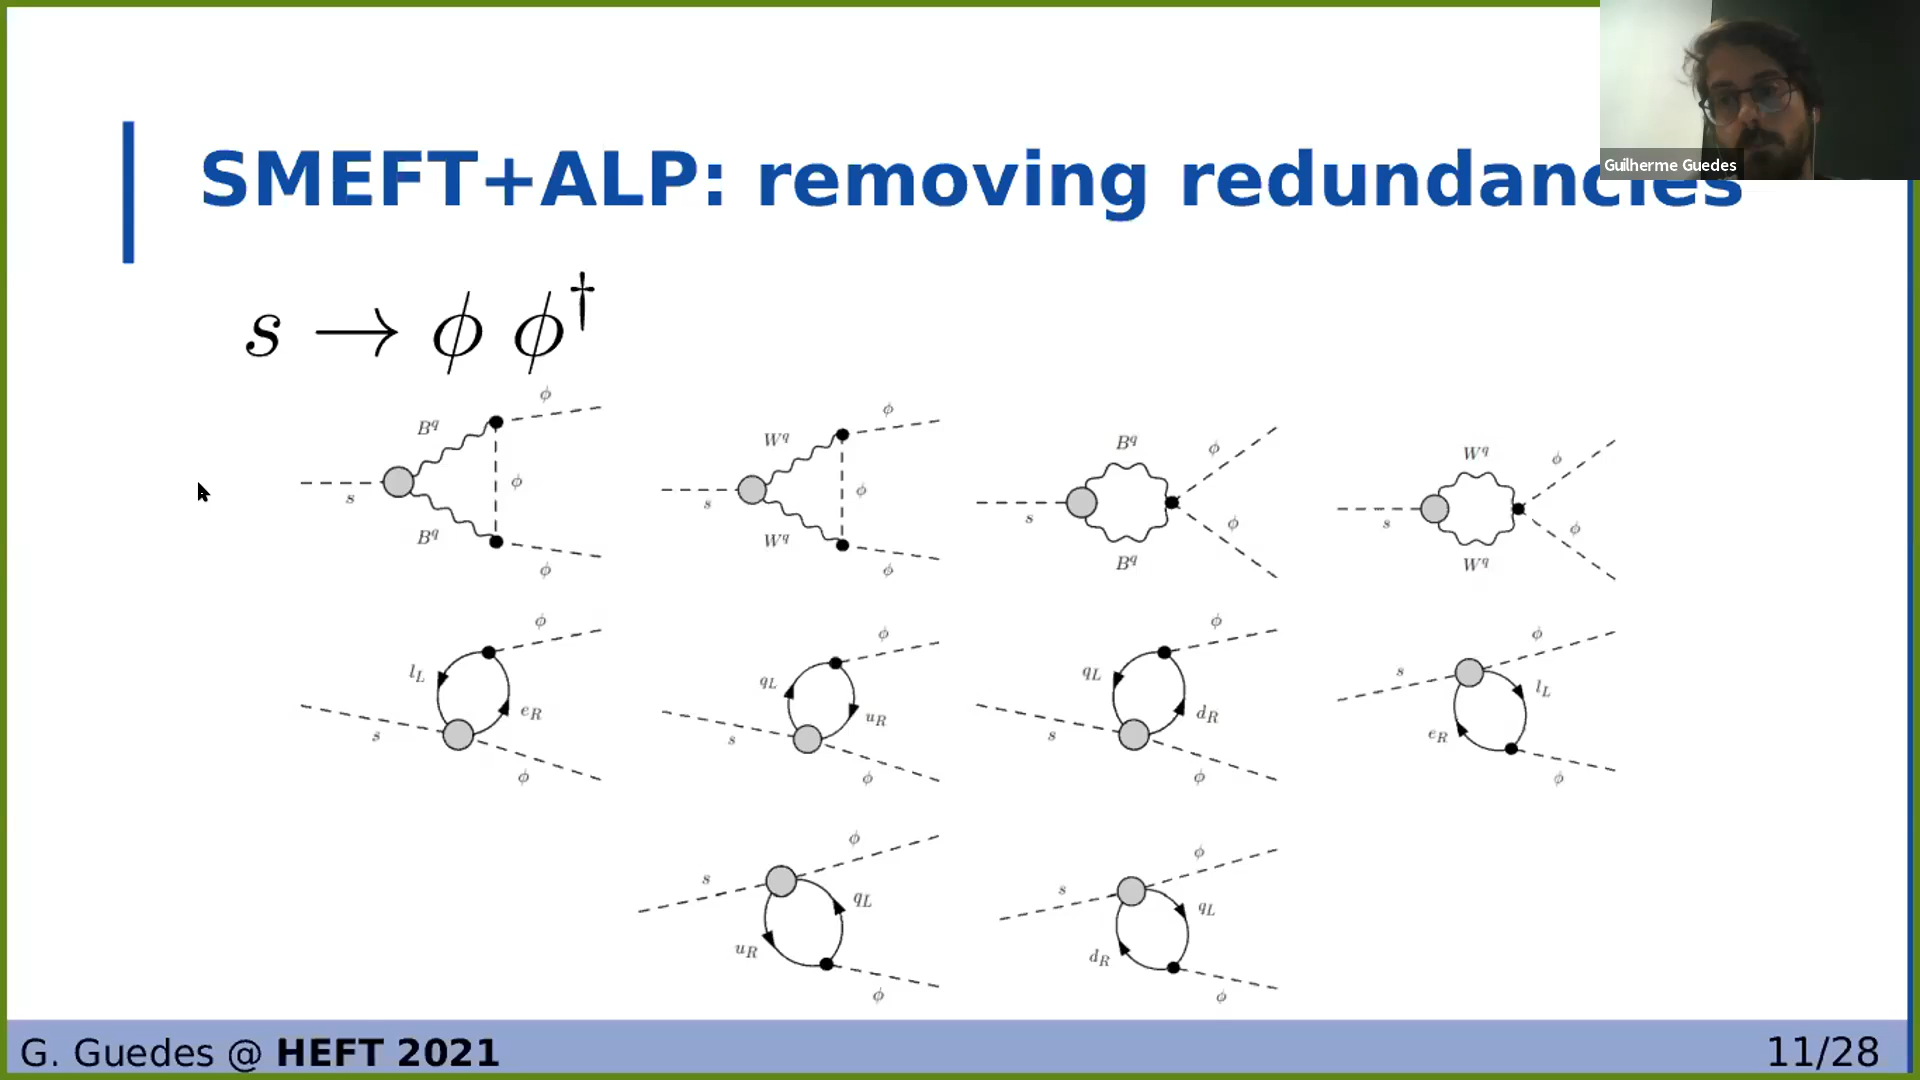 Guilherme Guedes
SMEFT+ALP: removing redundancies
s → ϕ ϕ†
B^q ϕ s ϕ B^q ϕ
W^q ϕ s ϕ W^q ϕ
B^q ϕ s ϕ B^q
W^q ϕ s ϕ W^q
ϕ l_L e_R s ϕ
ϕ q_L u_R s ϕ
ϕ q_L d_R s ϕ
ϕ s l_L e_R ϕ
ϕ s q_L u_R ϕ
ϕ s q_L d_R ϕ
G. Guedes @ HEFT 2021
11/28